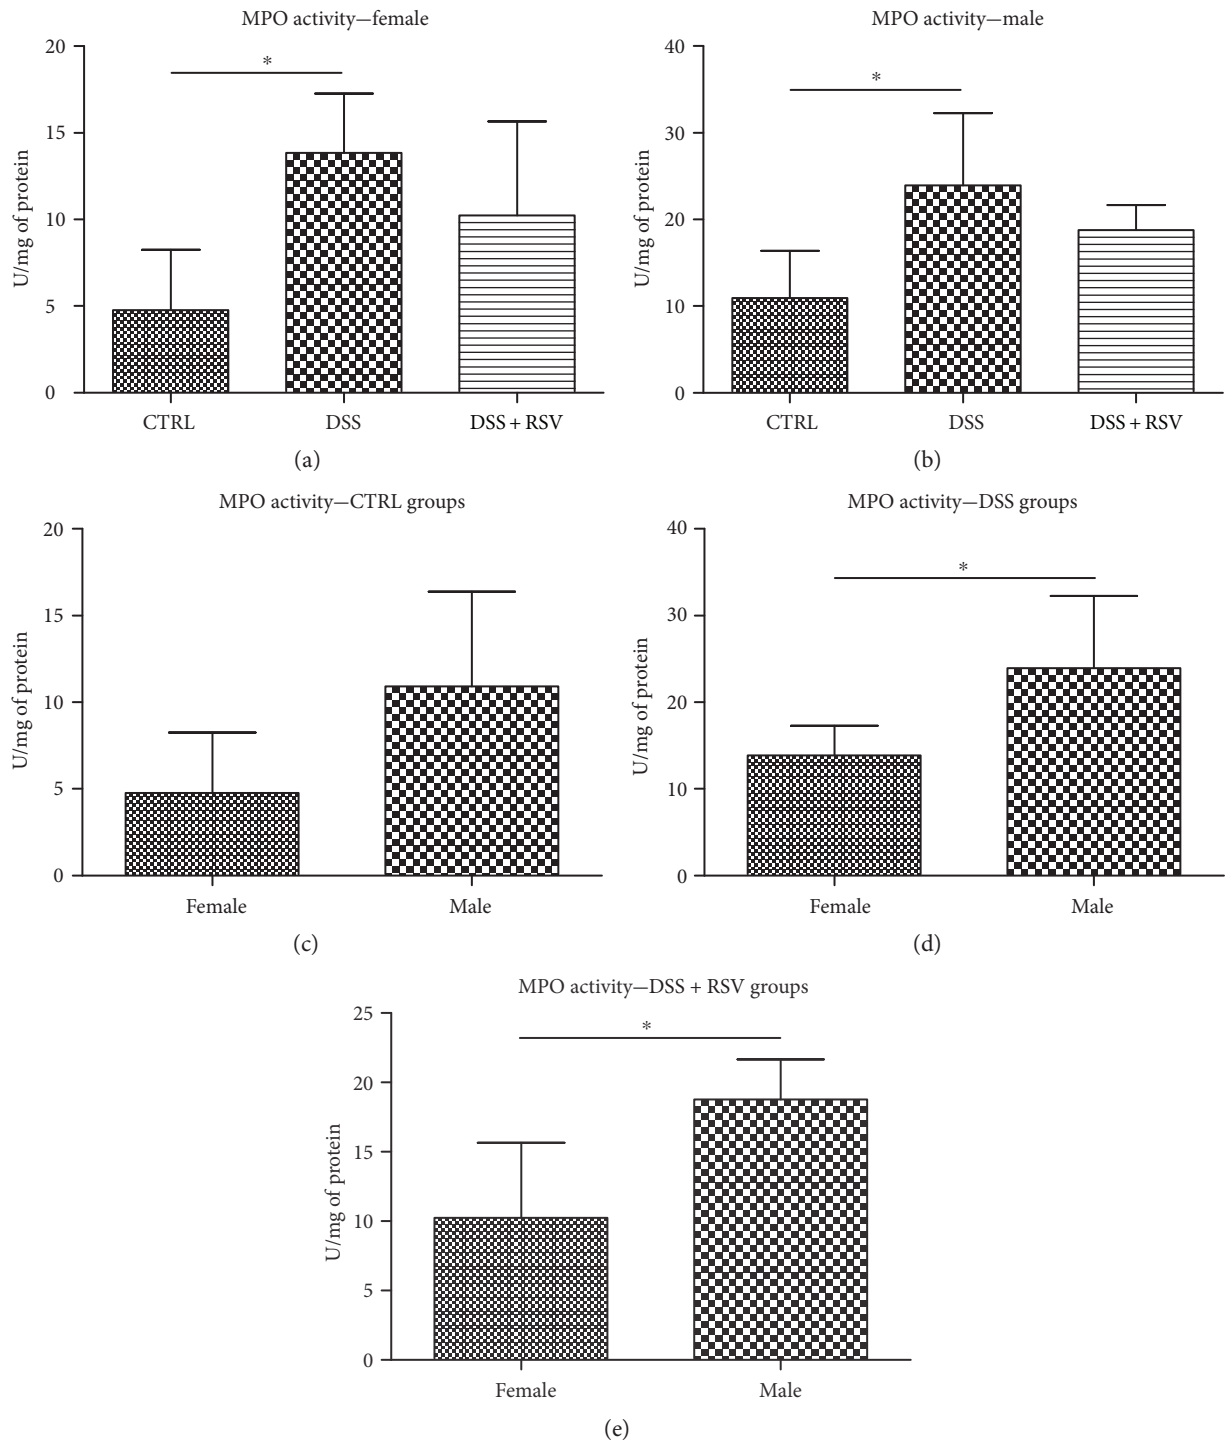 MPO activity—female
20
15
10
5
0
U/mg of protein
*
CTRL
DSS
DSS + RSV
(a)
MPO activity—male
40
30
20
10
0
U/mg of protein
*
CTRL
DSS
DSS + RSV
(b)
MPO activity—CTRL groups
20
15
10
5
0
U/mg of protein
Female
Male
(c)
MPO activity—DSS groups
40
30
20
10
0
U/mg of protein
*
Female
Male
(d)
MPO activity—DSS + RSV groups
25
20
15
10
5
0
U/mg of protein
*
Female
Male
(e)